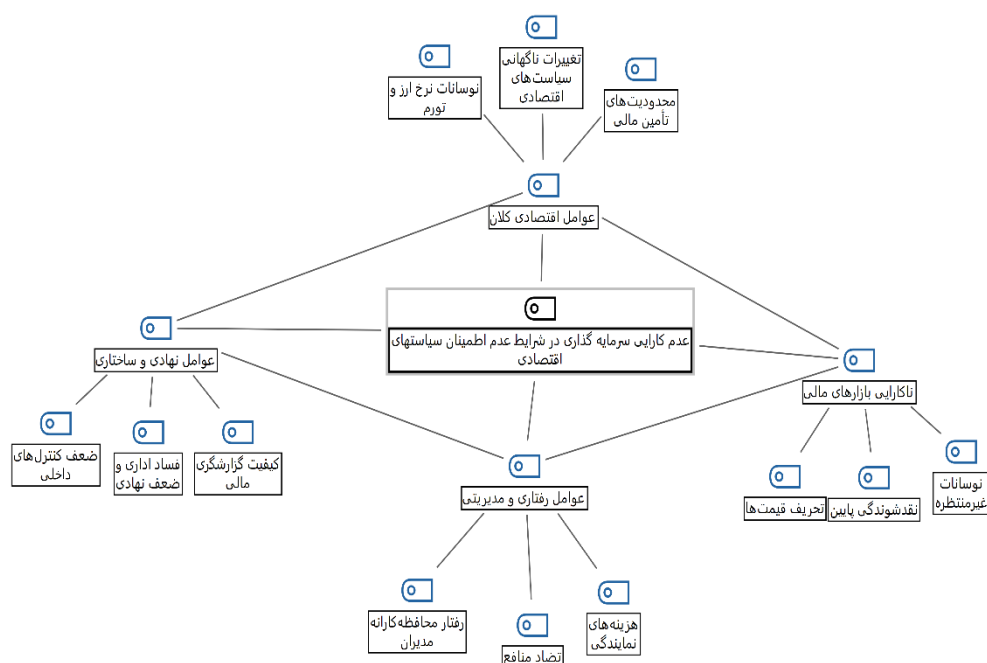 تغییرات ناگهانی
سیاست‌های
اقتصادی
نوسانات نرخ ارز و
تورم
محدودیت‌های
تأمین مالی
عوامل اقتصادی کلان
عدم کارایی سرمایه گذاری در شرایط عدم اطمینان سیاستهای
اقتصادی
عوامل نهادی و ساختاری
ناکارایی بازارهای مالی
ضعف کنترل‌های
داخلی
فساد اداری و
ضعف نهادی
کیفیت گزارشگری
مالی
عوامل رفتاری و مدیریتی
تحریف قیمت‌ها
نقدشوندگی پایین
نوسانات
غیرمنتظره
رفتار محافظه‌کارانه
مدیران
تضاد منافع
هزینه‌های
نمایندگی